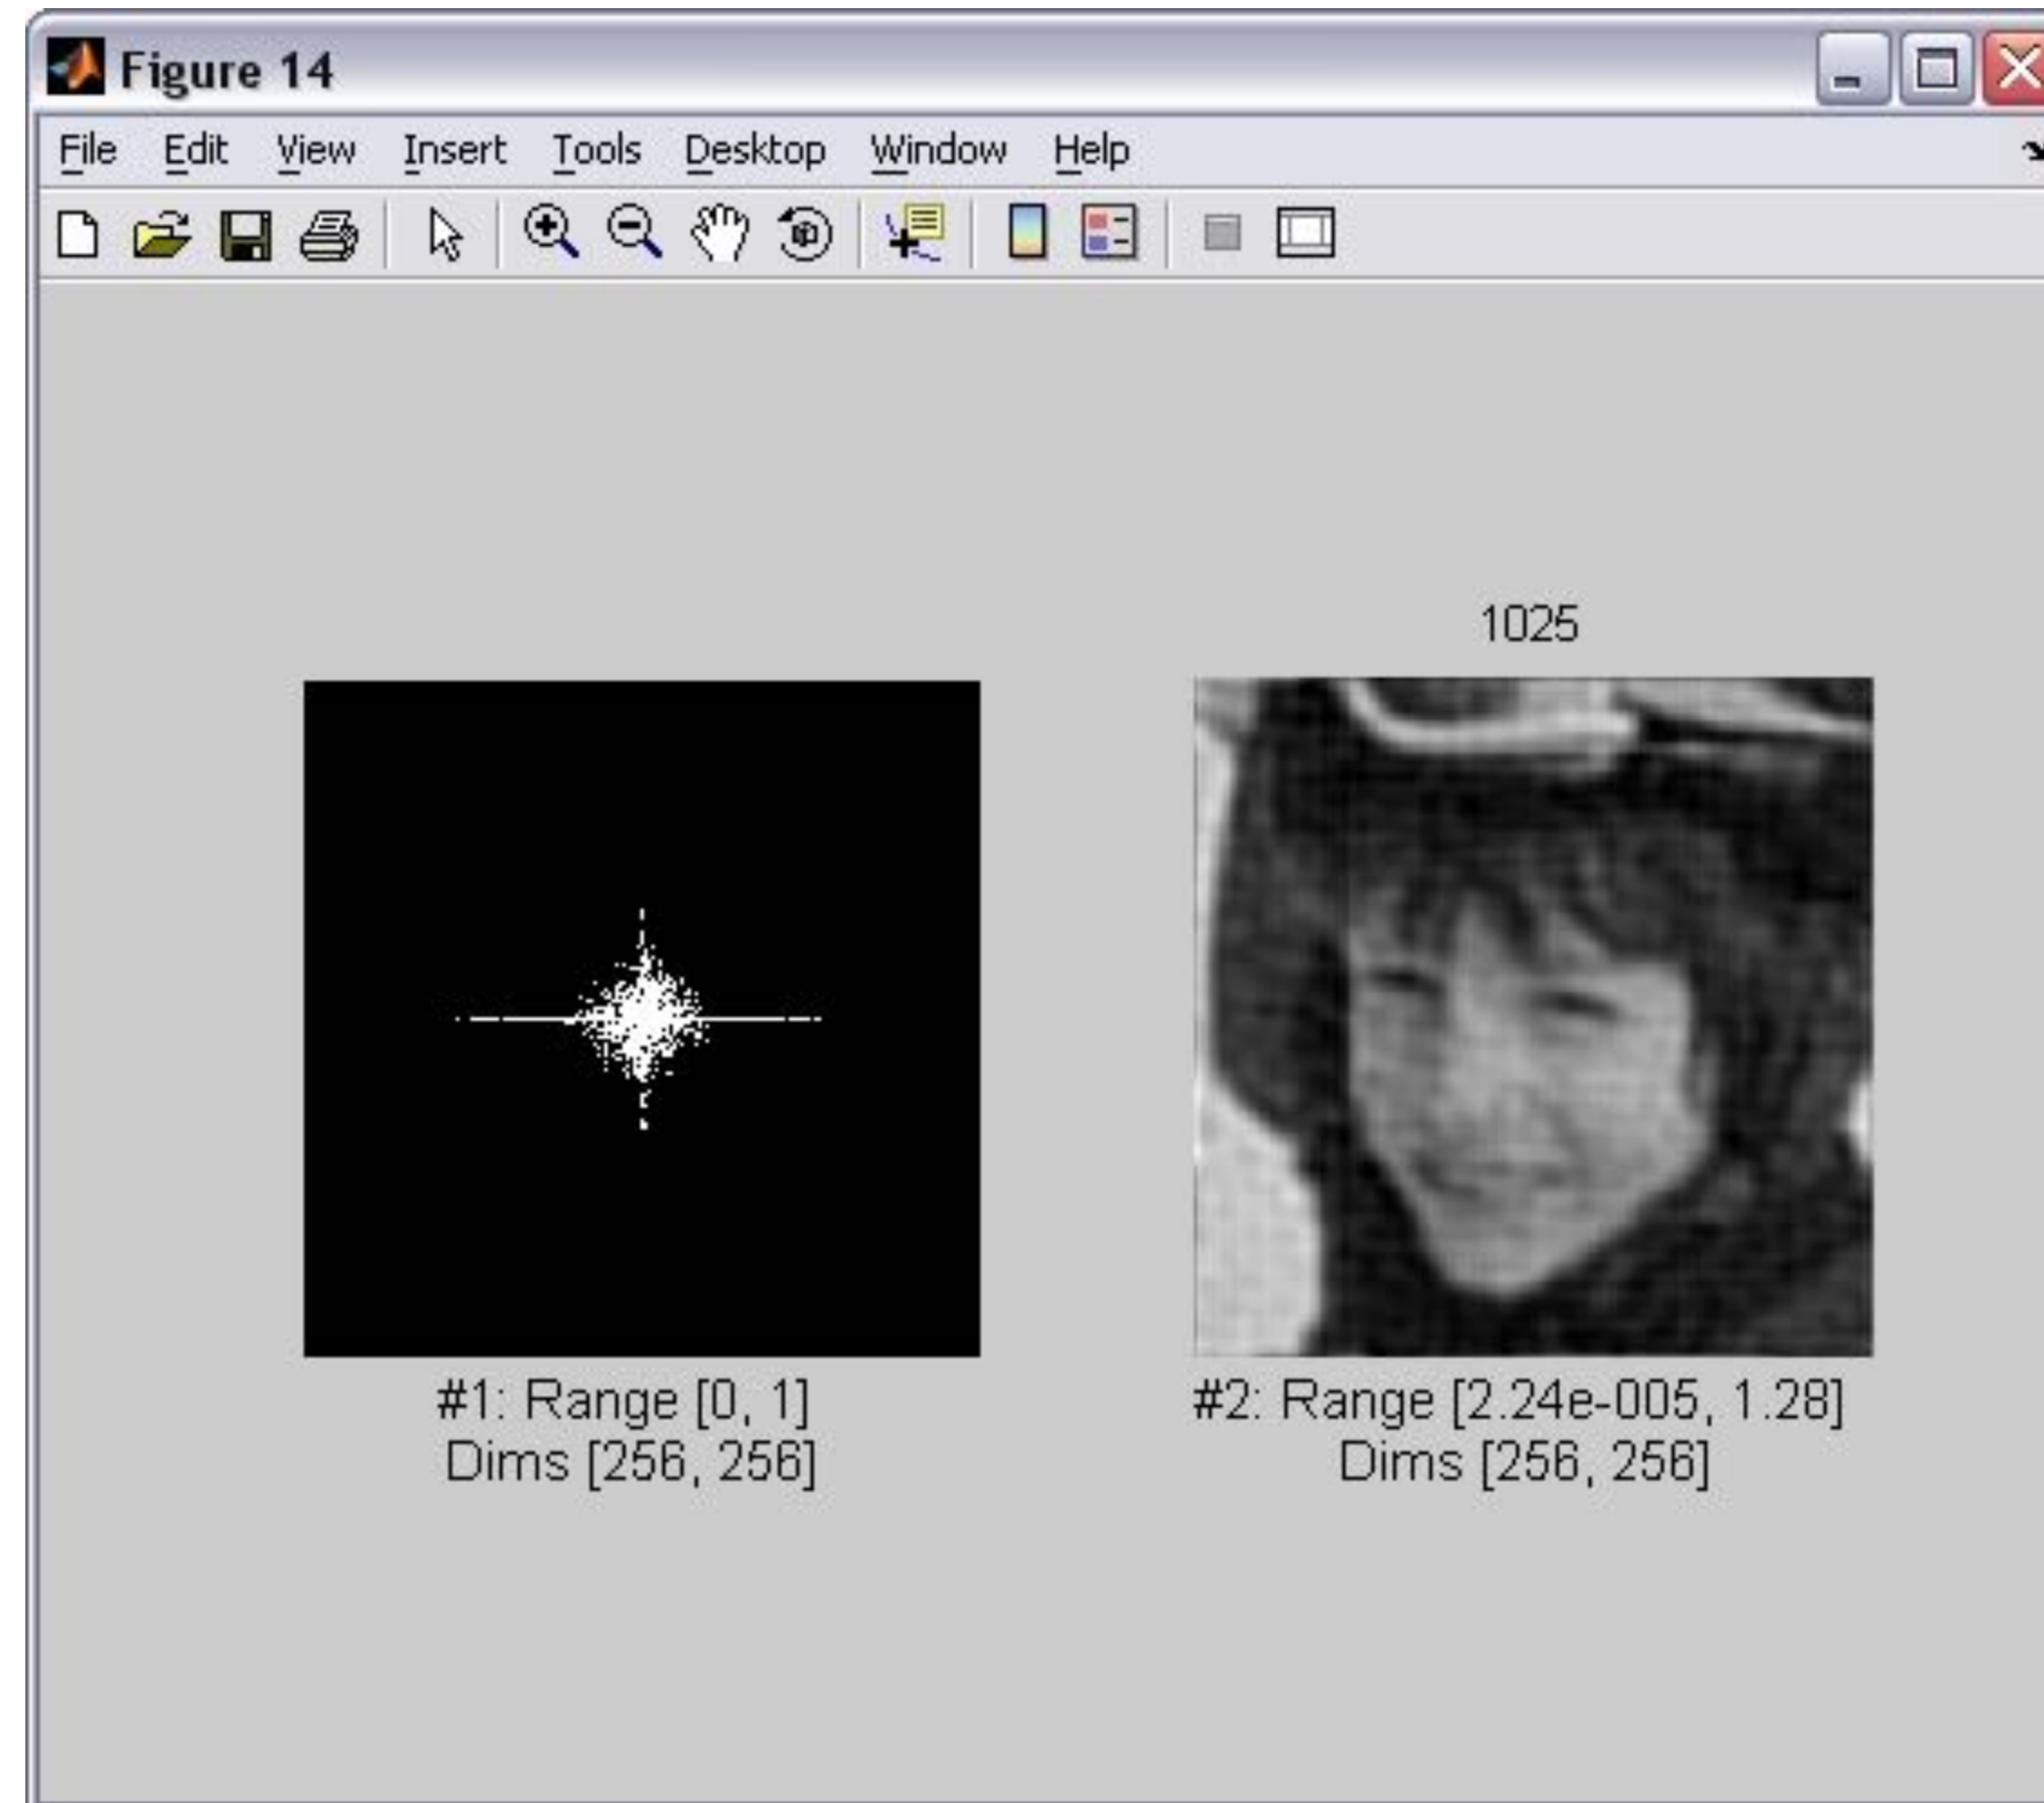 Figure 14
File Edit View Insert Tools Desktop Window Help
1025
#1: Range [0, 1]
Dims [256, 256]
#2: Range [2.24e-005, 1.28]
Dims [256, 256]